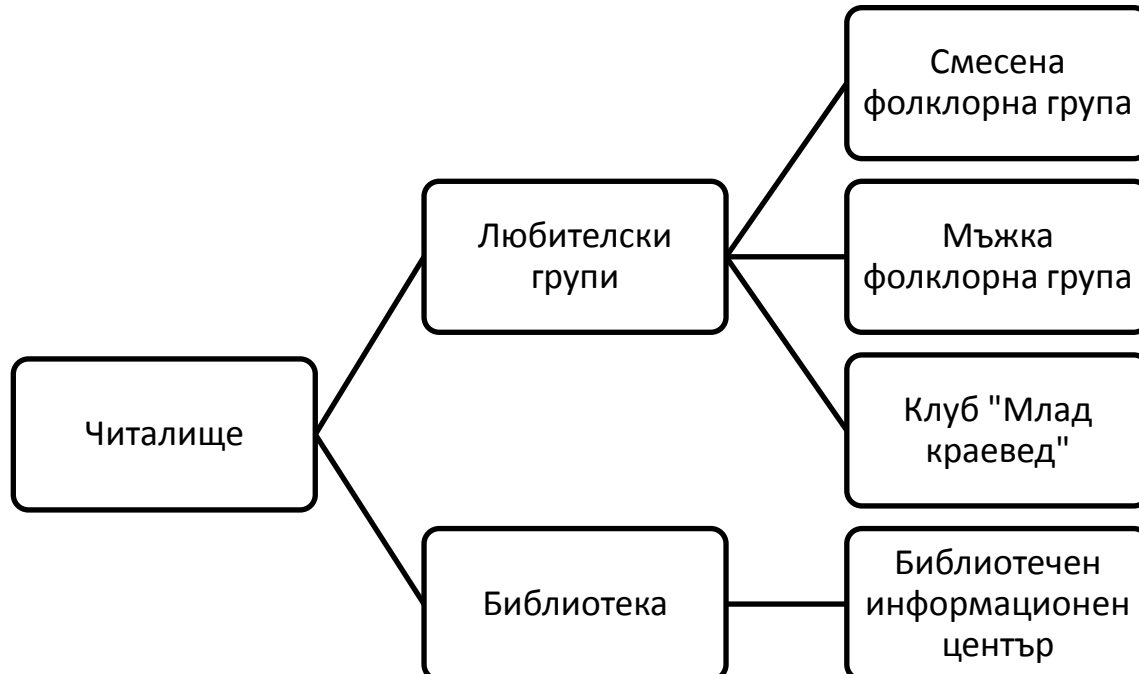 Смесена
фолклорна група
Любителски
групи
Мъжка
фолклорна група
Читалище
Клуб "Млад
краевед"
Библиотека
Библиотечен
информационен
център